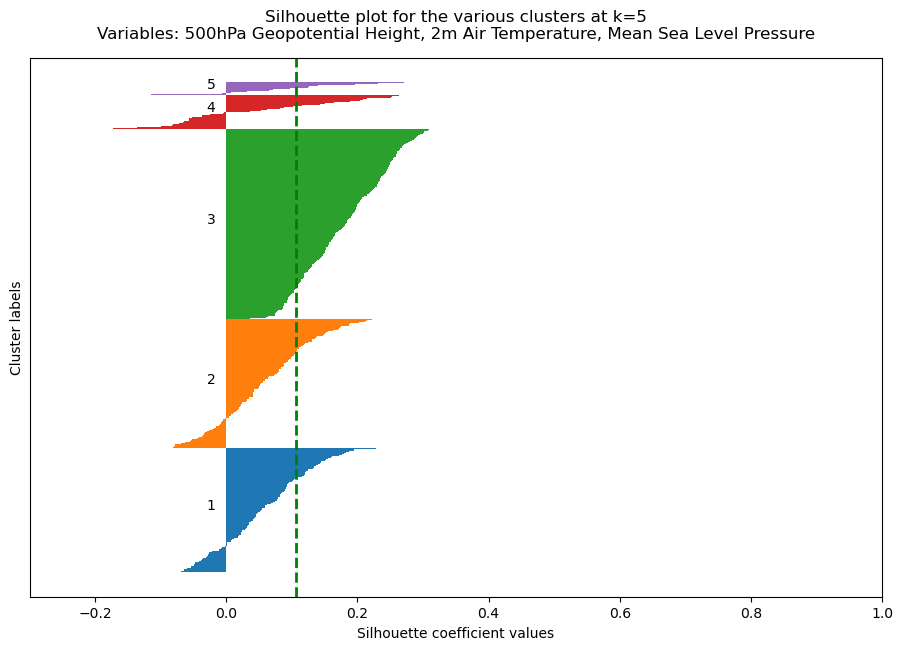 Silhouette plot for the various clusters at k=5
Variables: 500hPa Geopotential Height, 2m Air Temperature, Mean Sea Level Pressure
5
4
3
2
1
Cluster labels
−0.2 0.0 0.2 0.4 0.6 0.8 1.0
Silhouette coefficient values